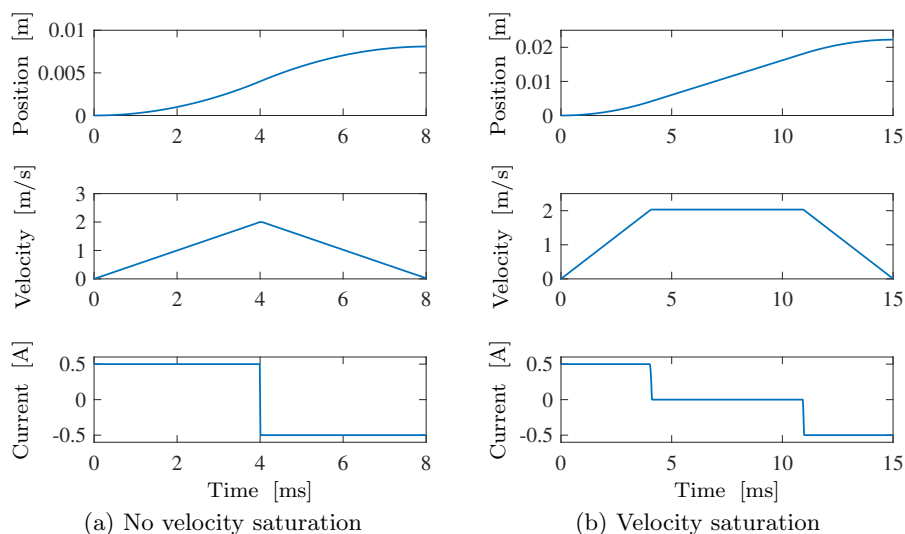 Position [m]
0.01
0.005
0
0 2 4 6 8
Velocity [m/s]
3
2
1
0
0 2 4 6 8
Current [A]
0.5
0
-0.5
0 2 4 6 8
Time [ms]
(a) No velocity saturation
Position [m]
0.02
0.01
0
0 5 10 15
Velocity [m/s]
2
1
0
0 5 10 15
Current [A]
0.5
0
-0.5
0 5 10 15
Time [ms]
(b) Velocity saturation